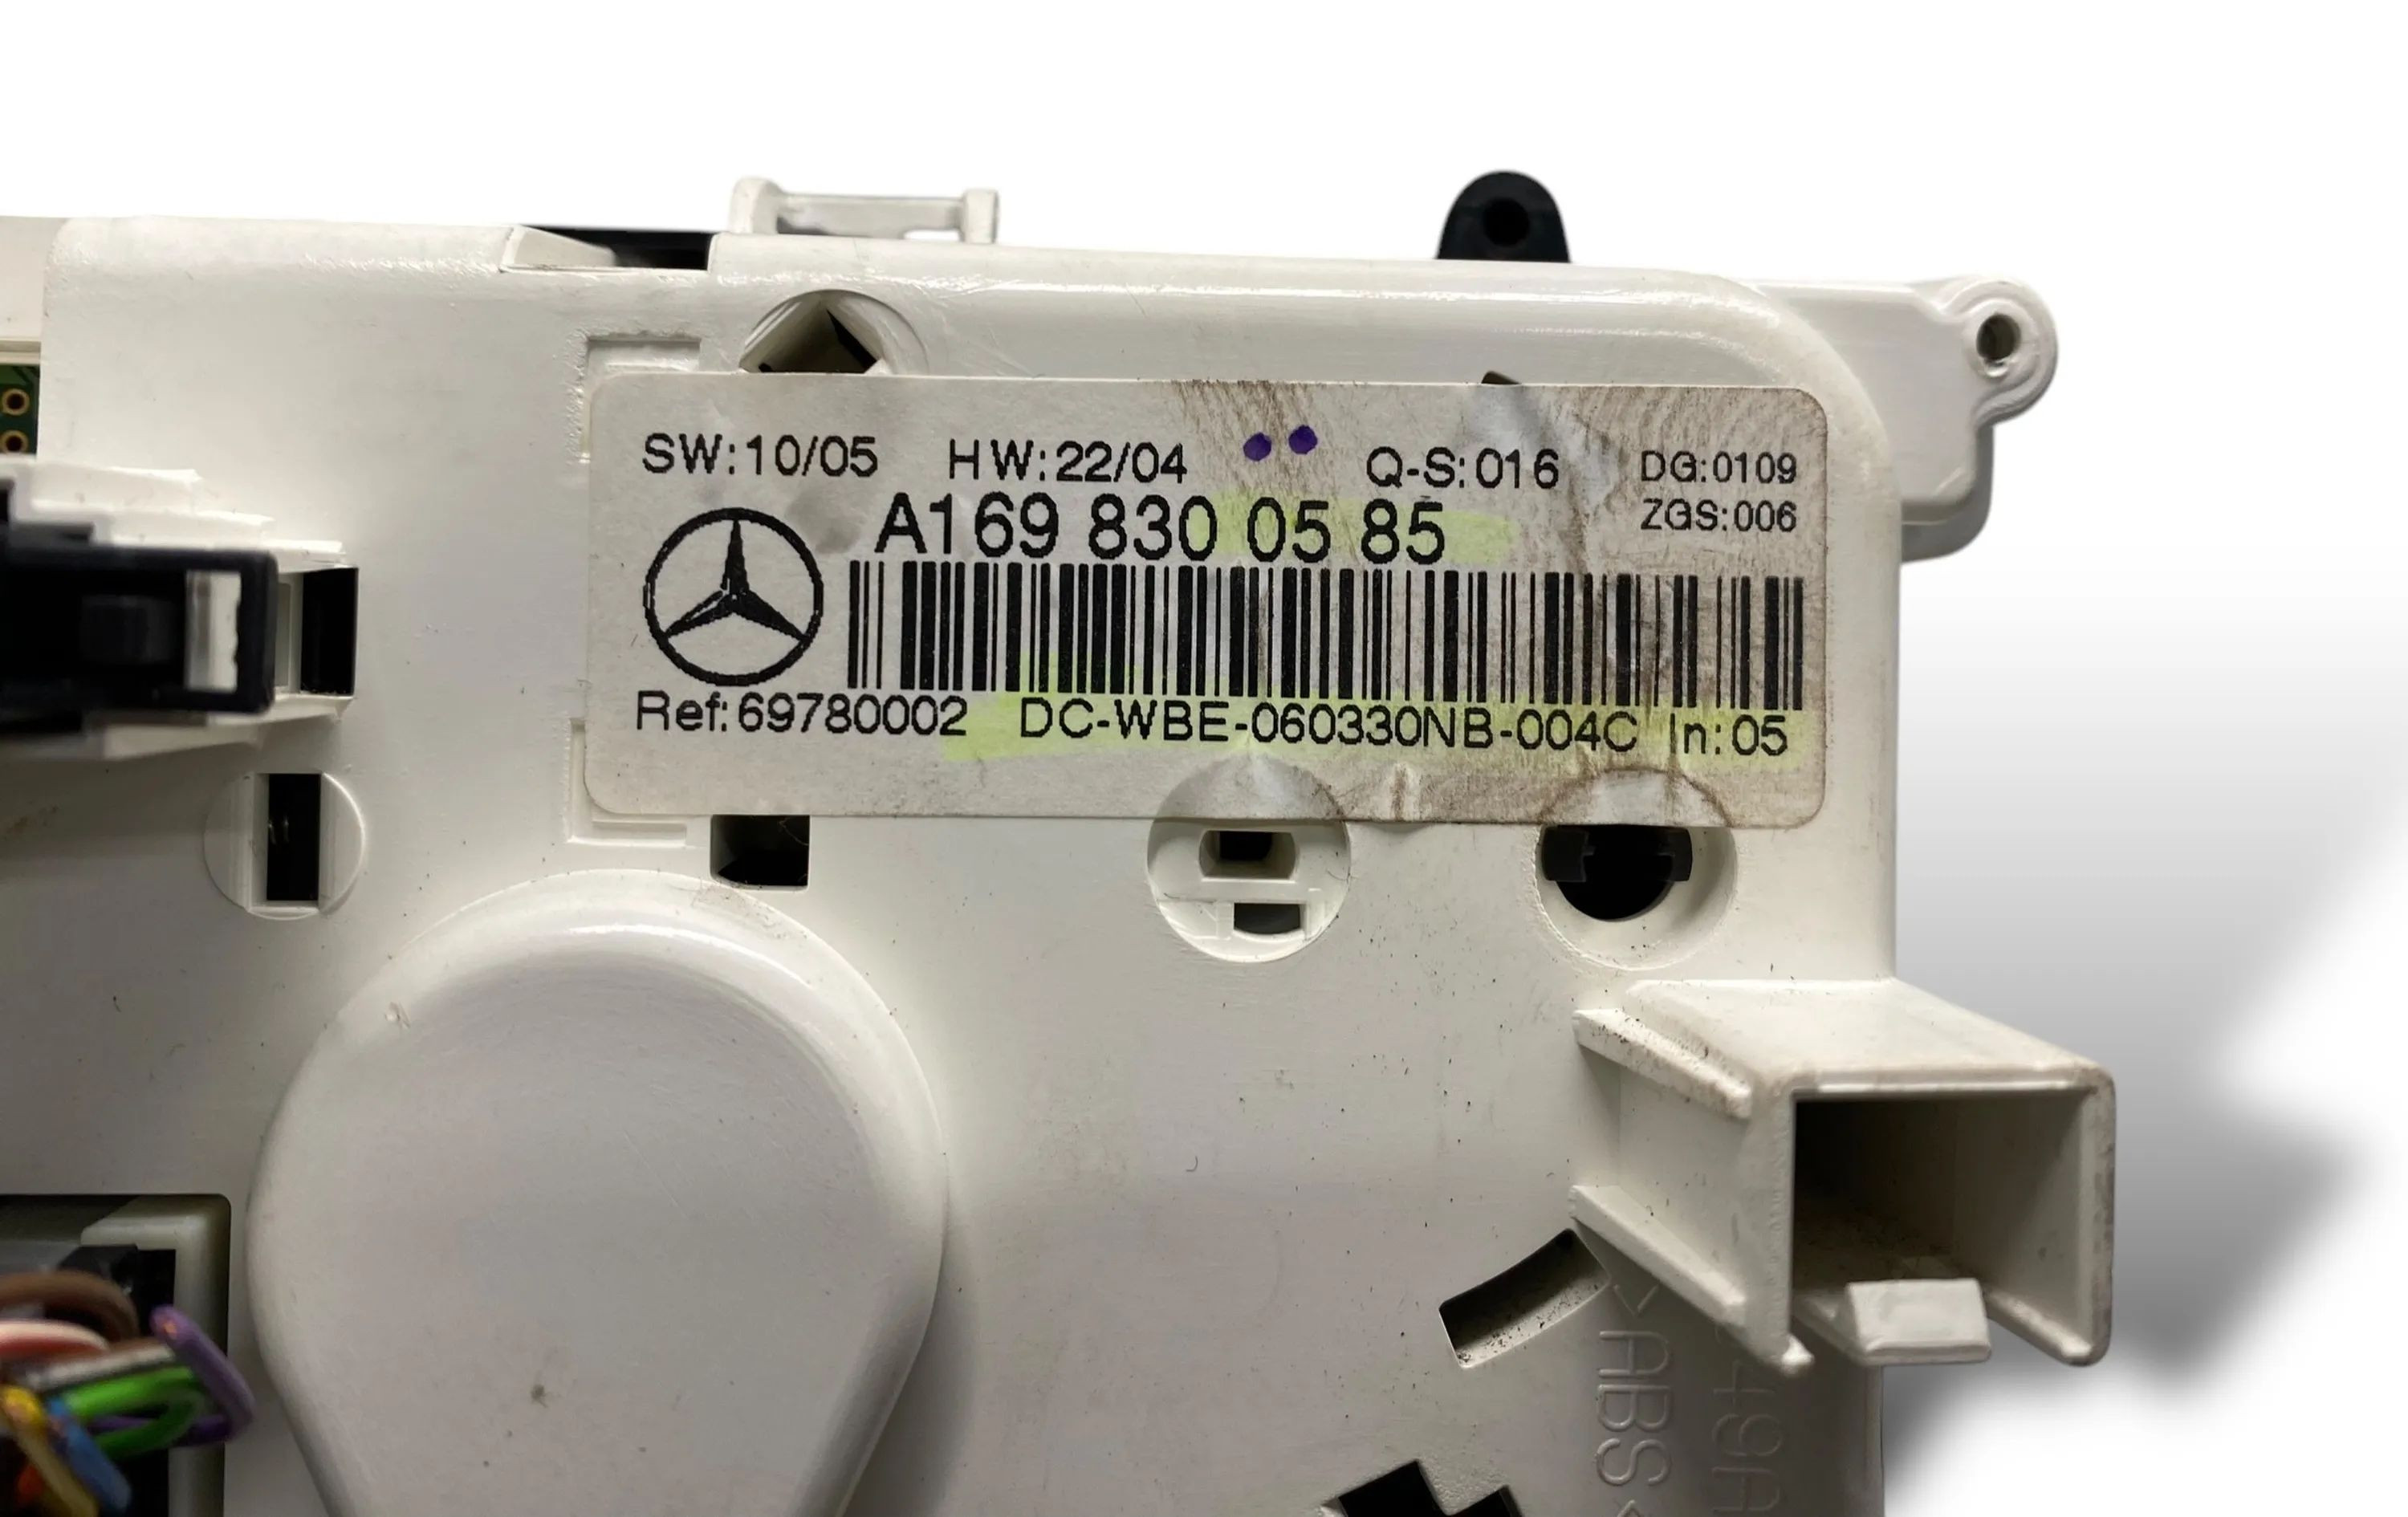 SW:10/05 HW:22/04 Q-S:016 DG:0109
ZGS:006
A169 830 05 85
Ref:69780002 DC-WBE-060330NB-004C In:05
>ABS<